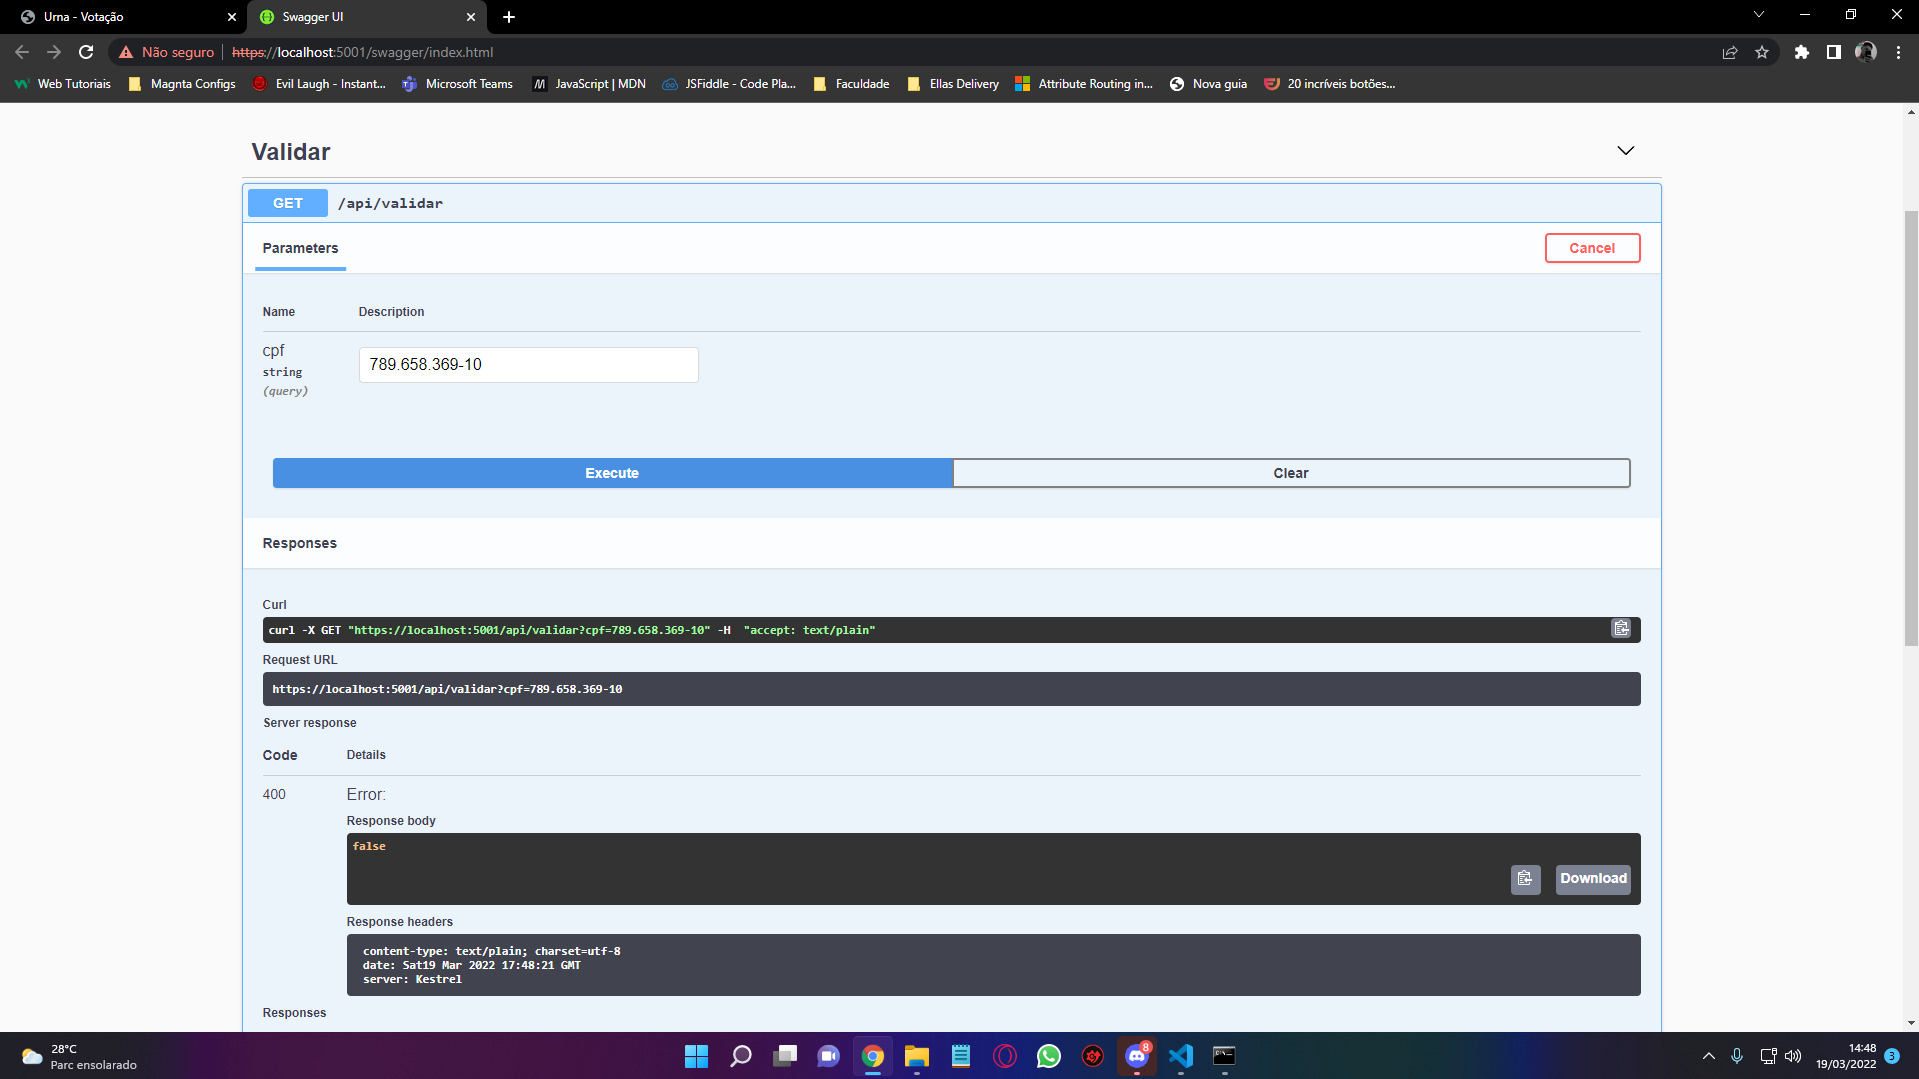 Urna - Votação
Swagger UI
Não seguro
https://localhost:5001/swagger/index.html
Web Tutoriais
Magnta Configs
Evil Laugh - Instant...
Microsoft Teams
JavaScript | MDN
JSFiddle - Code Pla...
Faculdade
Ellas Delivery
Attribute Routing in...
Nova guia
20 incríveis botões...
Validar
GET /api/validar
Parameters
Cancel
Name Description
cpf
string
(query)
789.658.369-10
Execute
Clear
Responses
Curl
curl -X GET "https://localhost:5001/api/validar?cpf=789.658.369-10" -H "accept: text/plain"
Request URL
https://localhost:5001/api/validar?cpf=789.658.369-10
Server response
Code Details
400 Error:
Response body
false
Download
Response headers
content-type: text/plain; charset=utf-8
date: Sat19 Mar 2022 17:48:21 GMT
server: Kestrel
Responses
28°C
Parc ensolarado
8
14:48
19/03/2022
3